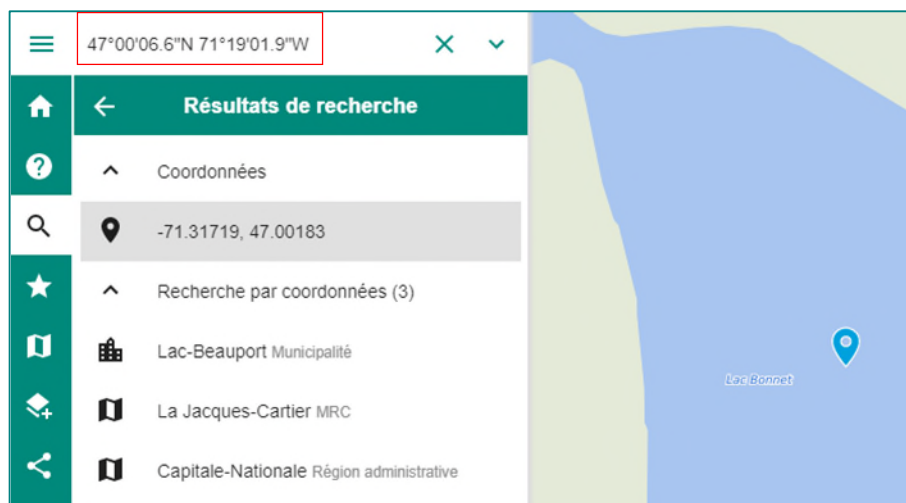 47°00'06.6"N 71°19'01.9"W
Résultats de recherche
Coordonnées
-71.31719, 47.00183
Recherche par coordonnées (3)
Lac-Beauport Municipalité
La Jacques-Cartier MRC
Capitale-Nationale Région administrative
Lac Bonnet